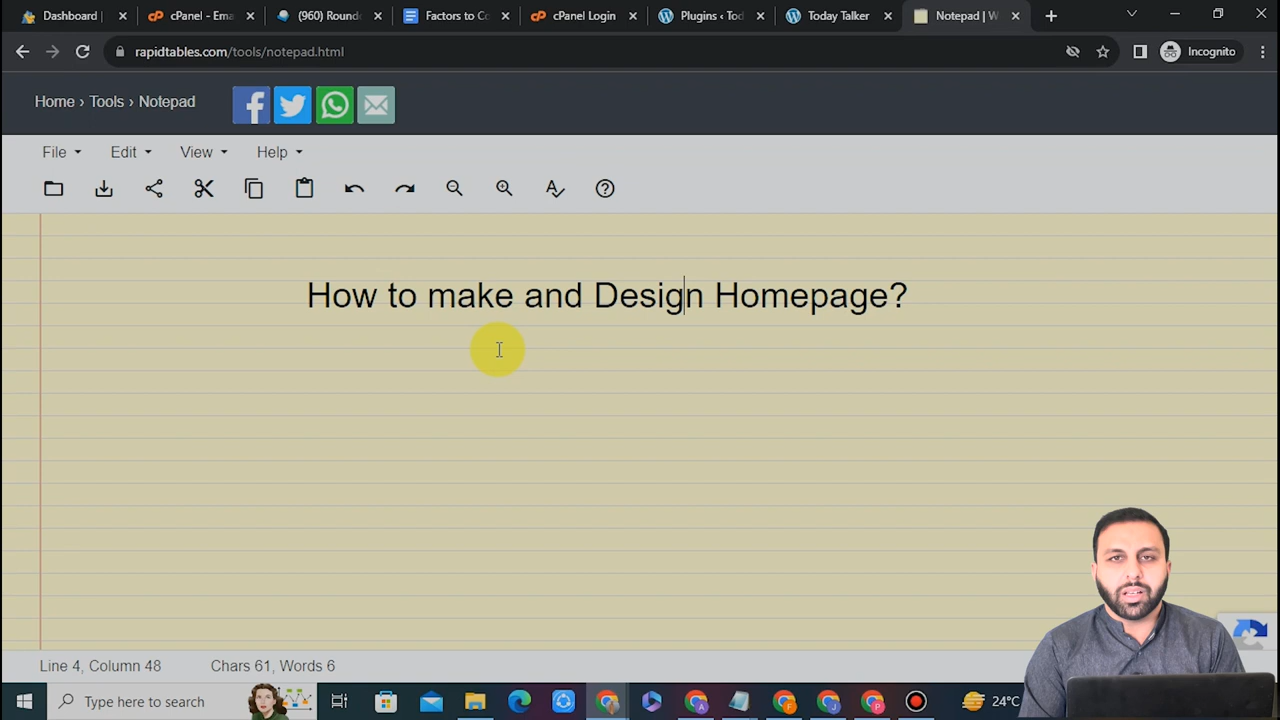 Dashboard |
cPanel - Ema
(960) Round
Factors to Co
cPanel Login
Plugins ‹ Tod
Today Talker
Notepad | W
rapidtables.com/tools/notepad.html
Incognito
Home › Tools › Notepad
File
Edit
View
Help
How to make and Design Homepage?
Line 4, Column 48
Chars 61, Words 6
Type here to search
24°C